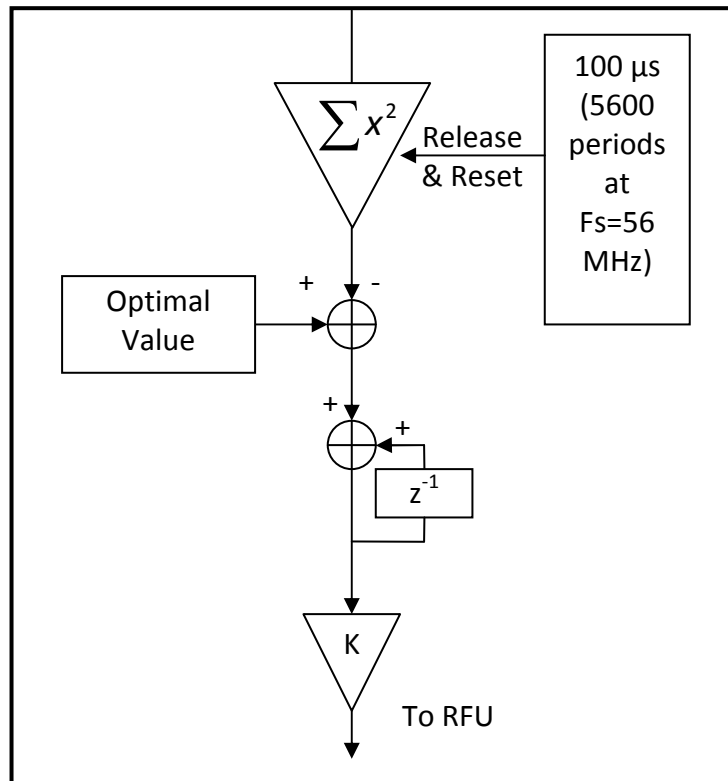 ∑x²
Release
& Reset
100 µs
(5600
periods
at
Fs=56
MHz)
+
-
Optimal
Value
+
+
z⁻¹
K
To RFU